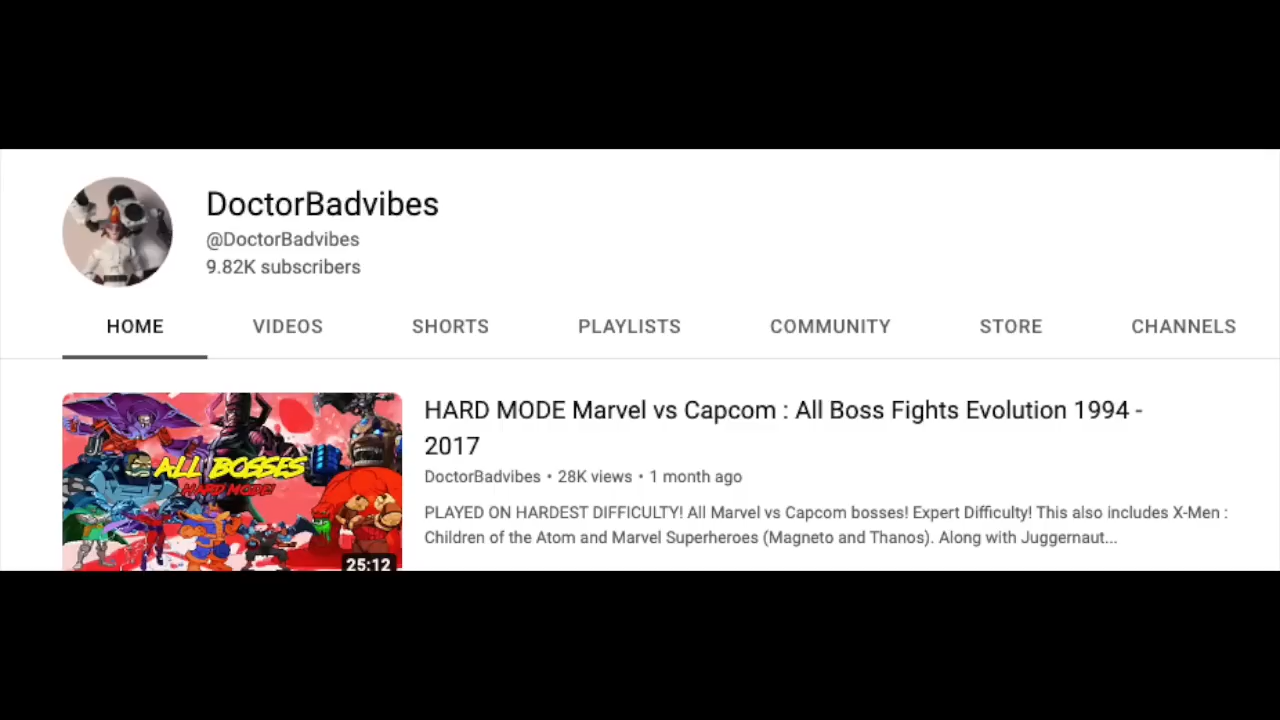 DoctorBadvibes
@DoctorBadvibes
9.82K subscribers
HOME VIDEOS SHORTS PLAYLISTS COMMUNITY STORE CHANNELS
HARD MODE Marvel vs Capcom : All Boss Fights Evolution 1994 -
2017
DoctorBadvibes • 28K views • 1 month ago
PLAYED ON HARDEST DIFFICULTY! All Marvel vs Capcom bosses! Expert Difficulty! This also includes X-Men :
Children of the Atom and Marvel Superheroes (Magneto and Thanos). Along with Juggernaut...
ALL BOSSES
HARD MODE!
25:12